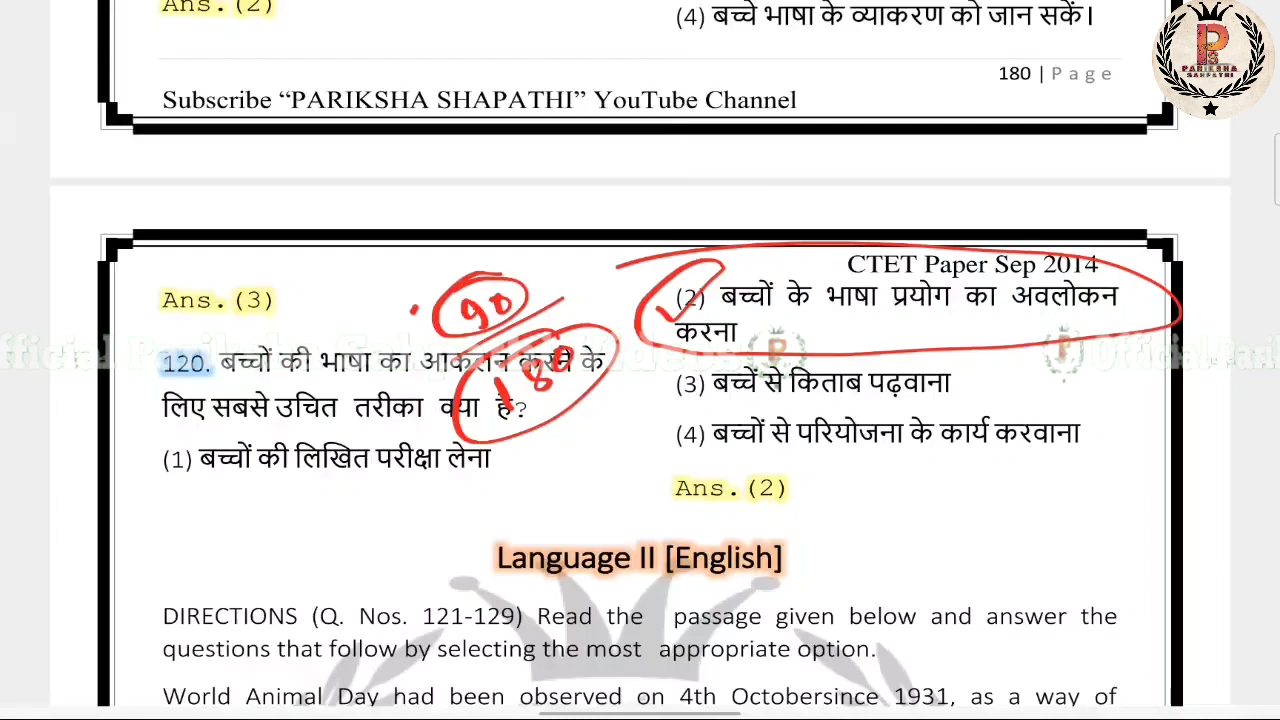 Ans.(2)
(4) बच्चे भाषा के व्याकरण को जान सकें।
180 | Page
Subscribe “PARIKSHA SHAPATHI” YouTube Channel
PARIKSHA
SHAPATHI
CTET Paper Sep 2014
Ans.(3)
120. बच्चों की भाषा का आकलन करने के
लिए सबसे उचित तरीका क्या है?
(1) बच्चों की लिखित परीक्षा लेना
90
180
(2) बच्चों के भाषा प्रयोग का अवलोकन
करना
(3) बच्चें से किताब पढ़वाना
(4) बच्चों से परियोजना के कार्य करवाना
Ans.(2)
Language II [English]
DIRECTIONS (Q. Nos. 121-129) Read the passage given below and answer the
questions that follow by selecting the most appropriate option.
World Animal Day had been observed on 4th Octobersince 1931, as a way of